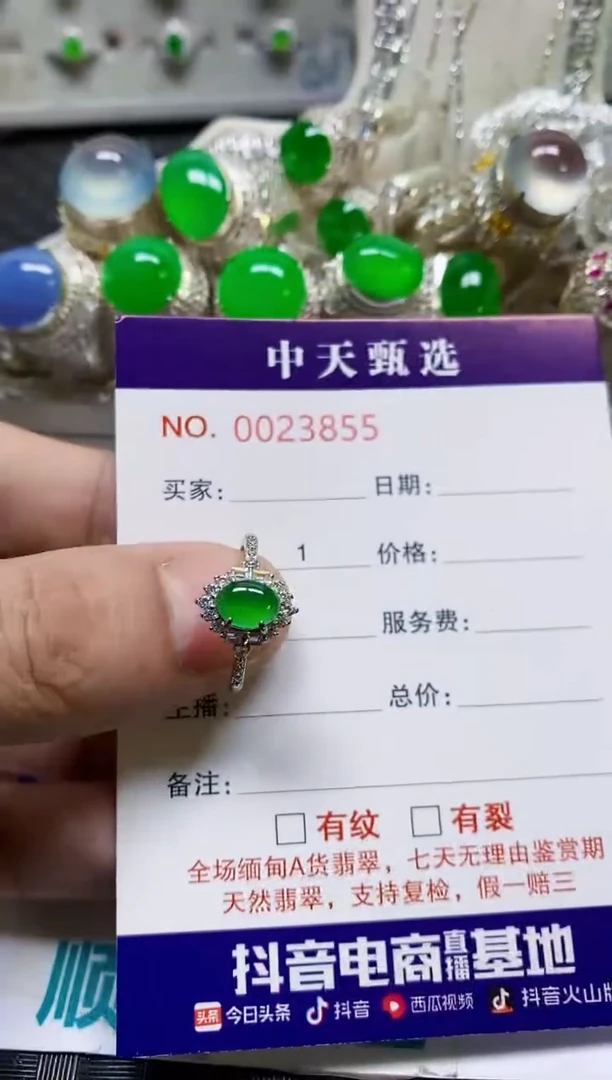 中天甄选
NO. 0023855
买家: 日期:
1 价格:
服务费:
主播: 总价:
备注:
有纹 有裂
全场缅甸A货翡翠，七天无理由鉴赏期
天然翡翠，支持复检，假一赔三
抖音电商直播基地
头条 今日头条 抖音 西瓜视频 抖音火山版
顺